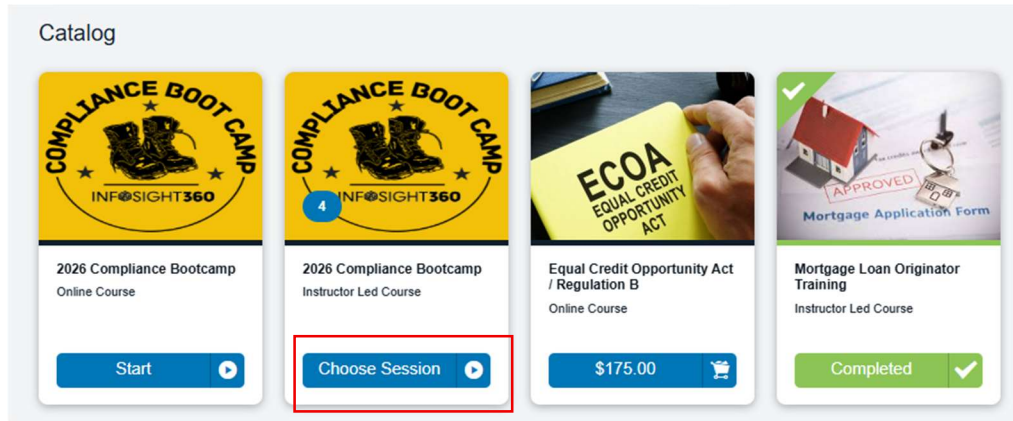 Catalog
COMPLIANCE BOOT CAMP
INFOSIGHT360
COMPLIANCE BOOT CAMP
4
INFOSIGHT360
ECOA
EQUAL CREDIT
OPPORTUNITY
ACT
APPROVED
Mortgage Application Form
2026 Compliance Bootcamp
Online Course
Start
2026 Compliance Bootcamp
Instructor Led Course
Choose Session
Equal Credit Opportunity Act
/ Regulation B
Online Course
$175.00
Mortgage Loan Originator
Training
Instructor Led Course
Completed